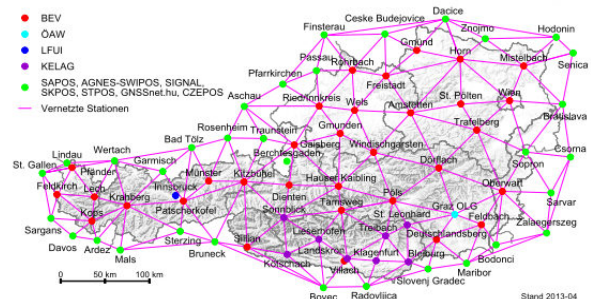 BEV
ÖAW
LFUI
KELAG
SAPOS, AGNES-SWIPOS, SIGNAL,
SKPOS, STPOS, GNSSnet.hu, CZEPOS
Vernetzte Stationen
Dacice
Finsterau
Ceske Budejovice
Znojmo
Hodonin
Gmünd
Passau
Rohrbach
Horn
Mistelbach
Senica
Pfarrkirchen
Freistadt
Aschau
Ried/Innkreis
Wels
Amstetten
St. Pölten
Wien
Bratislava
Rosenheim
Traunstein
Gmunden
Trafelberg
Bad Tölz
Gaisberg
Windischgarsten
Csorna
Lindau
Wertach
Garmisch
Berchtesgaden
Sopron
St. Gallen
Pfänder
Münster
Kitzbühel
Hauser Kaibling
Dörflach
Feldkirch
Lech
Innsbruck
Dienten
Oberwart
Krahberg
Patscherkofel
Tamsweg
Pöls
Sarvar
Kops
Sonnblick
St. Leonhard
Graz OLG
Zalaegerszeg
Sargans
Lieserhofen
Treibach
Feldbach
Davos
Ardez
Sterzing
Sillian
Landskron
Deutschlandsberg
Mals
Bruneck
Kötschach
Villach
Klagenfurt
Bleiburg
Bodonci
Maribor
Slovenj Gradec
Bovec
Radovljica
0
50 km
100 km
Stand 2013-04